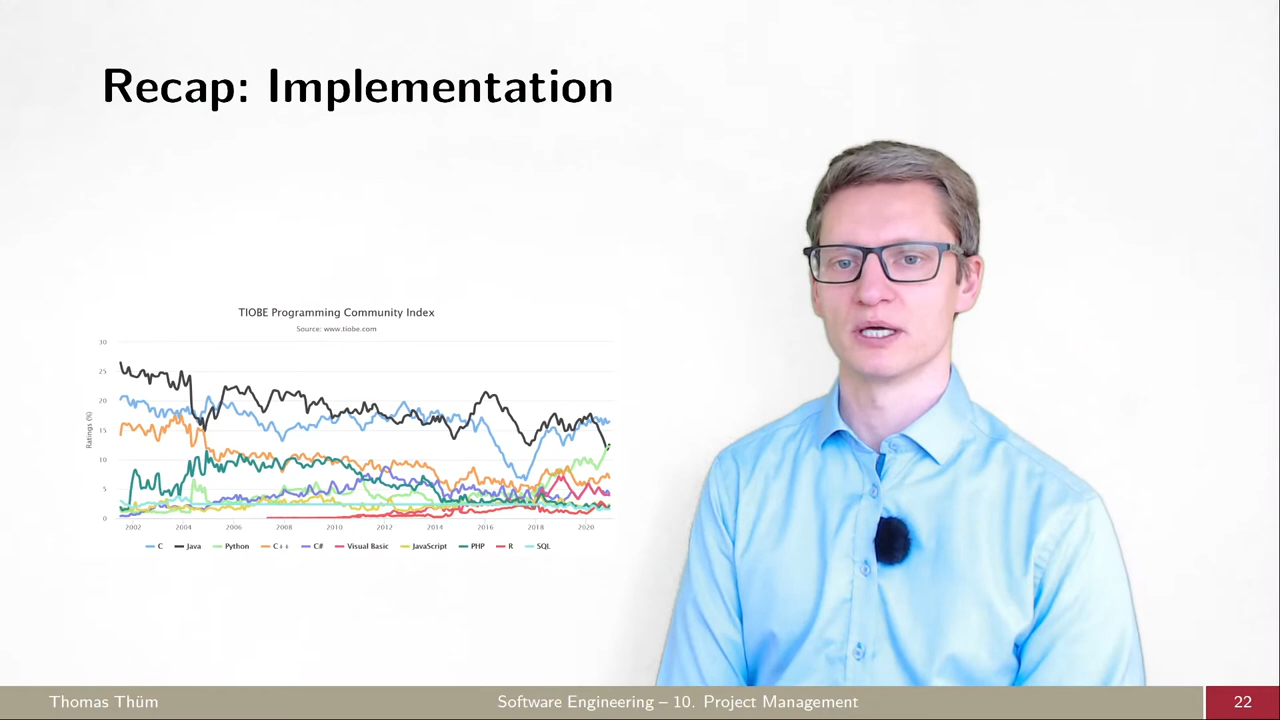 Recap: Implementation
TIOBE Programming Community Index
Source: www.tiobe.com
Ratings (%)
30
25
20
15
10
5
0
2002 2004 2006 2008 2010 2012 2014 2016 2018 2020
C Java Python C++ C# Visual Basic JavaScript PHP R SQL
Thomas Thüm Software Engineering – 10. Project Management 22